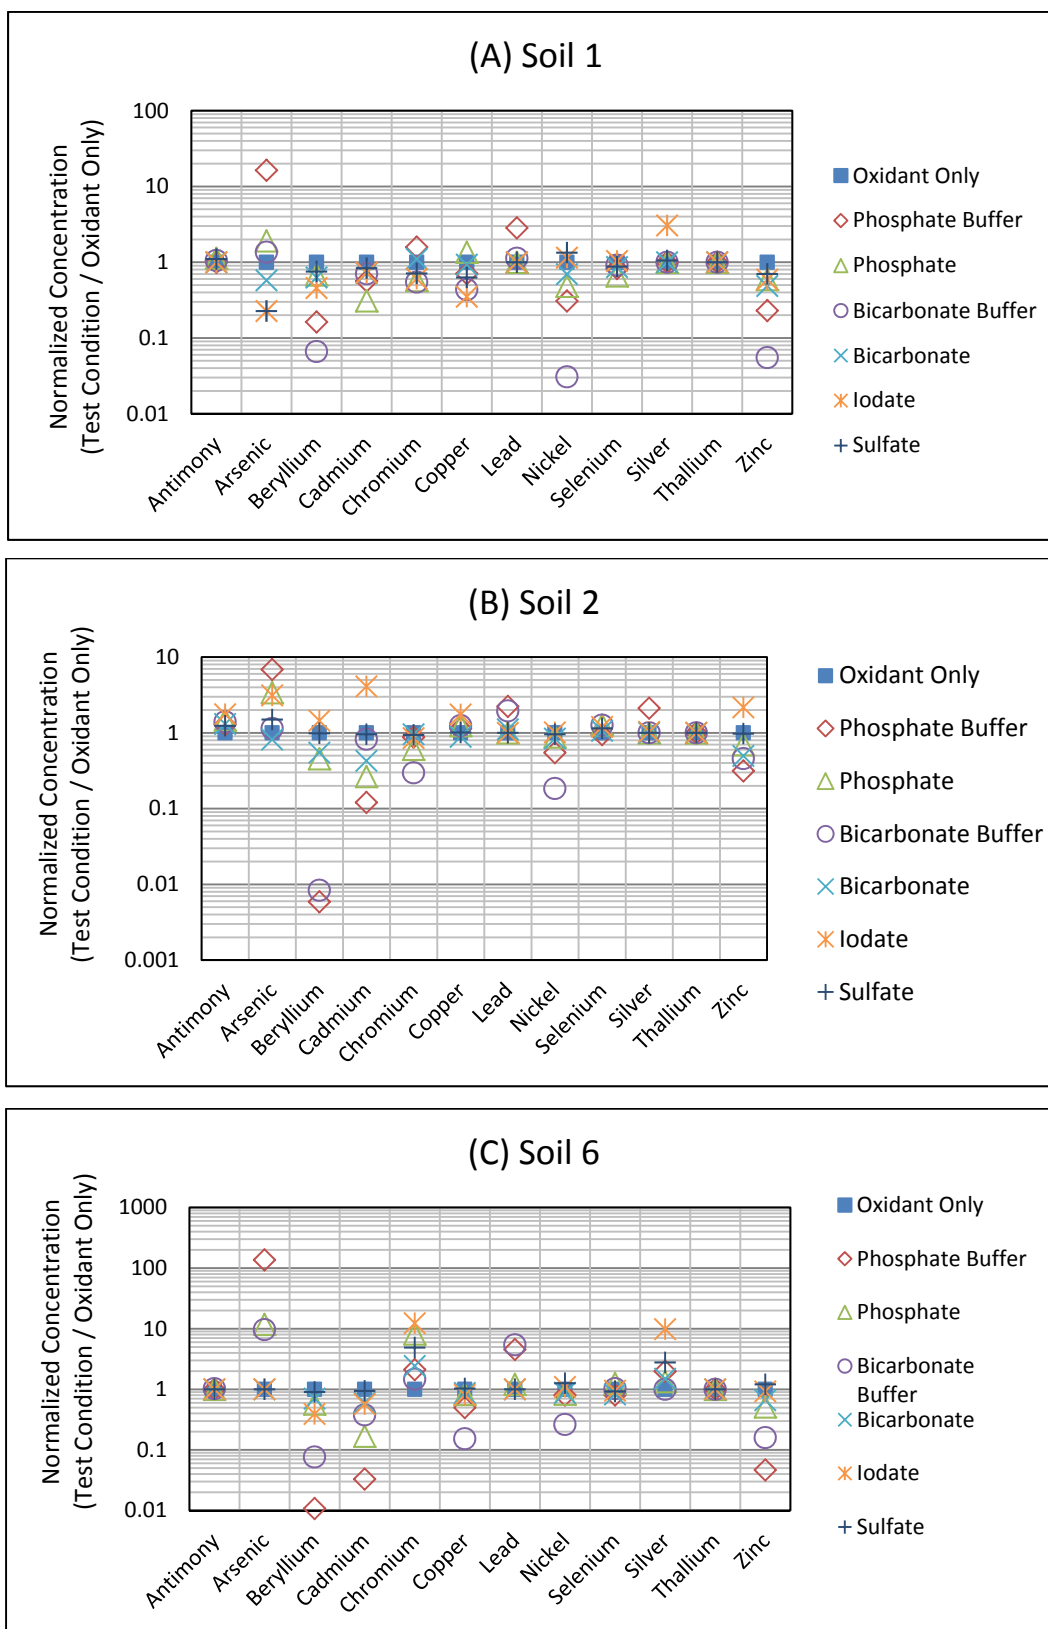 (A) Soil 1
Normalized Concentration
(Test Condition / Oxidant Only)
100
10
1
0.1
0.01
Antimony
Arsenic
Beryllium
Cadmium
Chromium
Copper
Lead
Nickel
Selenium
Silver
Thallium
Zinc
Oxidant Only
Phosphate Buffer
Phosphate
Bicarbonate Buffer
Bicarbonate
Iodate
Sulfate
(B) Soil 2
Normalized Concentration
(Test Condition / Oxidant Only)
10
1
0.1
0.01
0.001
Antimony
Arsenic
Beryllium
Cadmium
Chromium
Copper
Lead
Nickel
Selenium
Silver
Thallium
Zinc
Oxidant Only
Phosphate Buffer
Phosphate
Bicarbonate Buffer
Bicarbonate
Iodate
Sulfate
(C) Soil 6
Normalized Concentration
(Test Condition / Oxidant Only)
1000
100
10
1
0.1
0.01
Antimony
Arsenic
Beryllium
Cadmium
Chromium
Copper
Lead
Nickel
Selenium
Silver
Thallium
Zinc
Oxidant Only
Phosphate Buffer
Phosphate
Bicarbonate
Buffer
Bicarbonate
Iodate
Sulfate